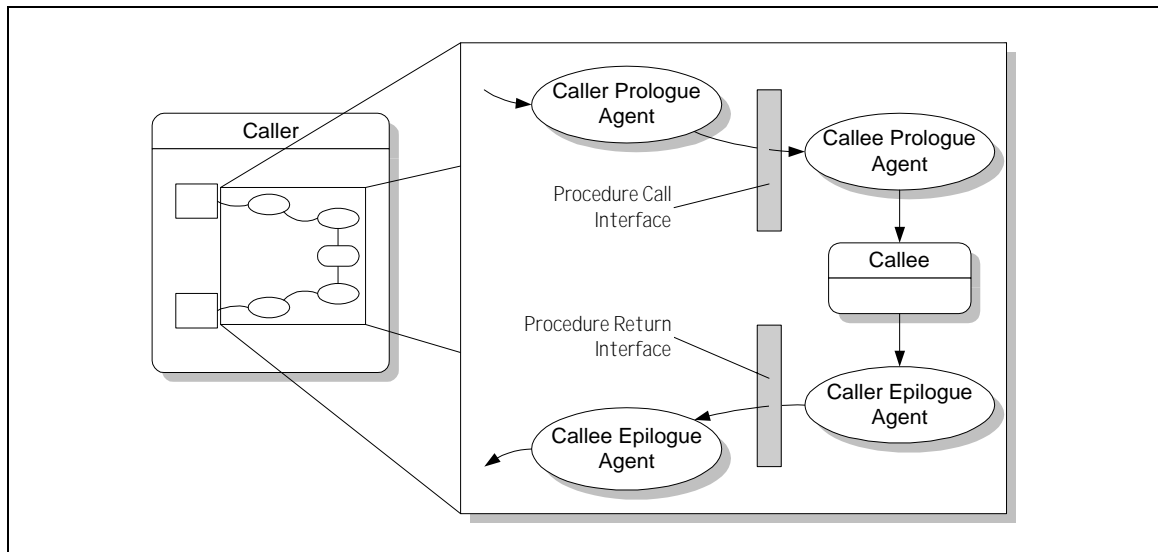 Caller
Caller Prologue
Agent
Callee Prologue
Agent
Procedure Call
Interface
Callee
Procedure Return
Interface
Caller Epilogue
Agent
Callee Epilogue
Agent